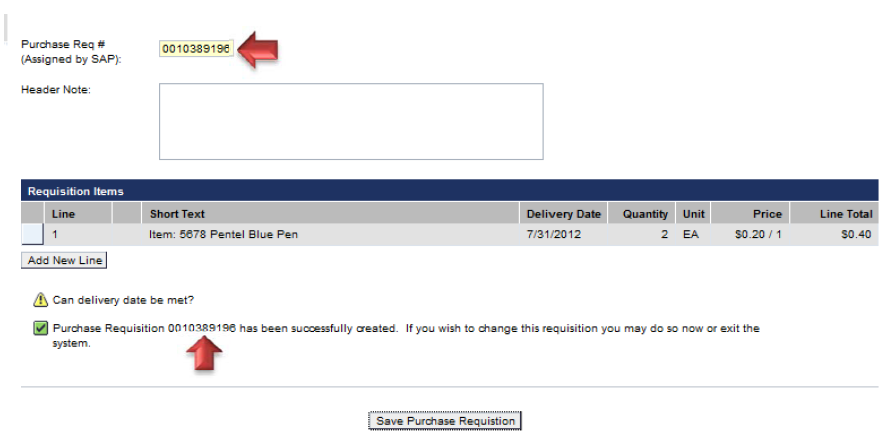 Purchase Req #
(Assigned by SAP):
0010389196
Header Note:
Requisition Items
Line Short Text Delivery Date Quantity Unit Price Line Total
1 Item: 5678 Pentel Blue Pen 7/31/2012 2 EA $0.20 / 1 $0.40
Add New Line
Can delivery date be met?
Purchase Requisition 0010389196 has been successfully created. If you wish to change this requisition you may do so now or exit the
system.
Save Purchase Requistion